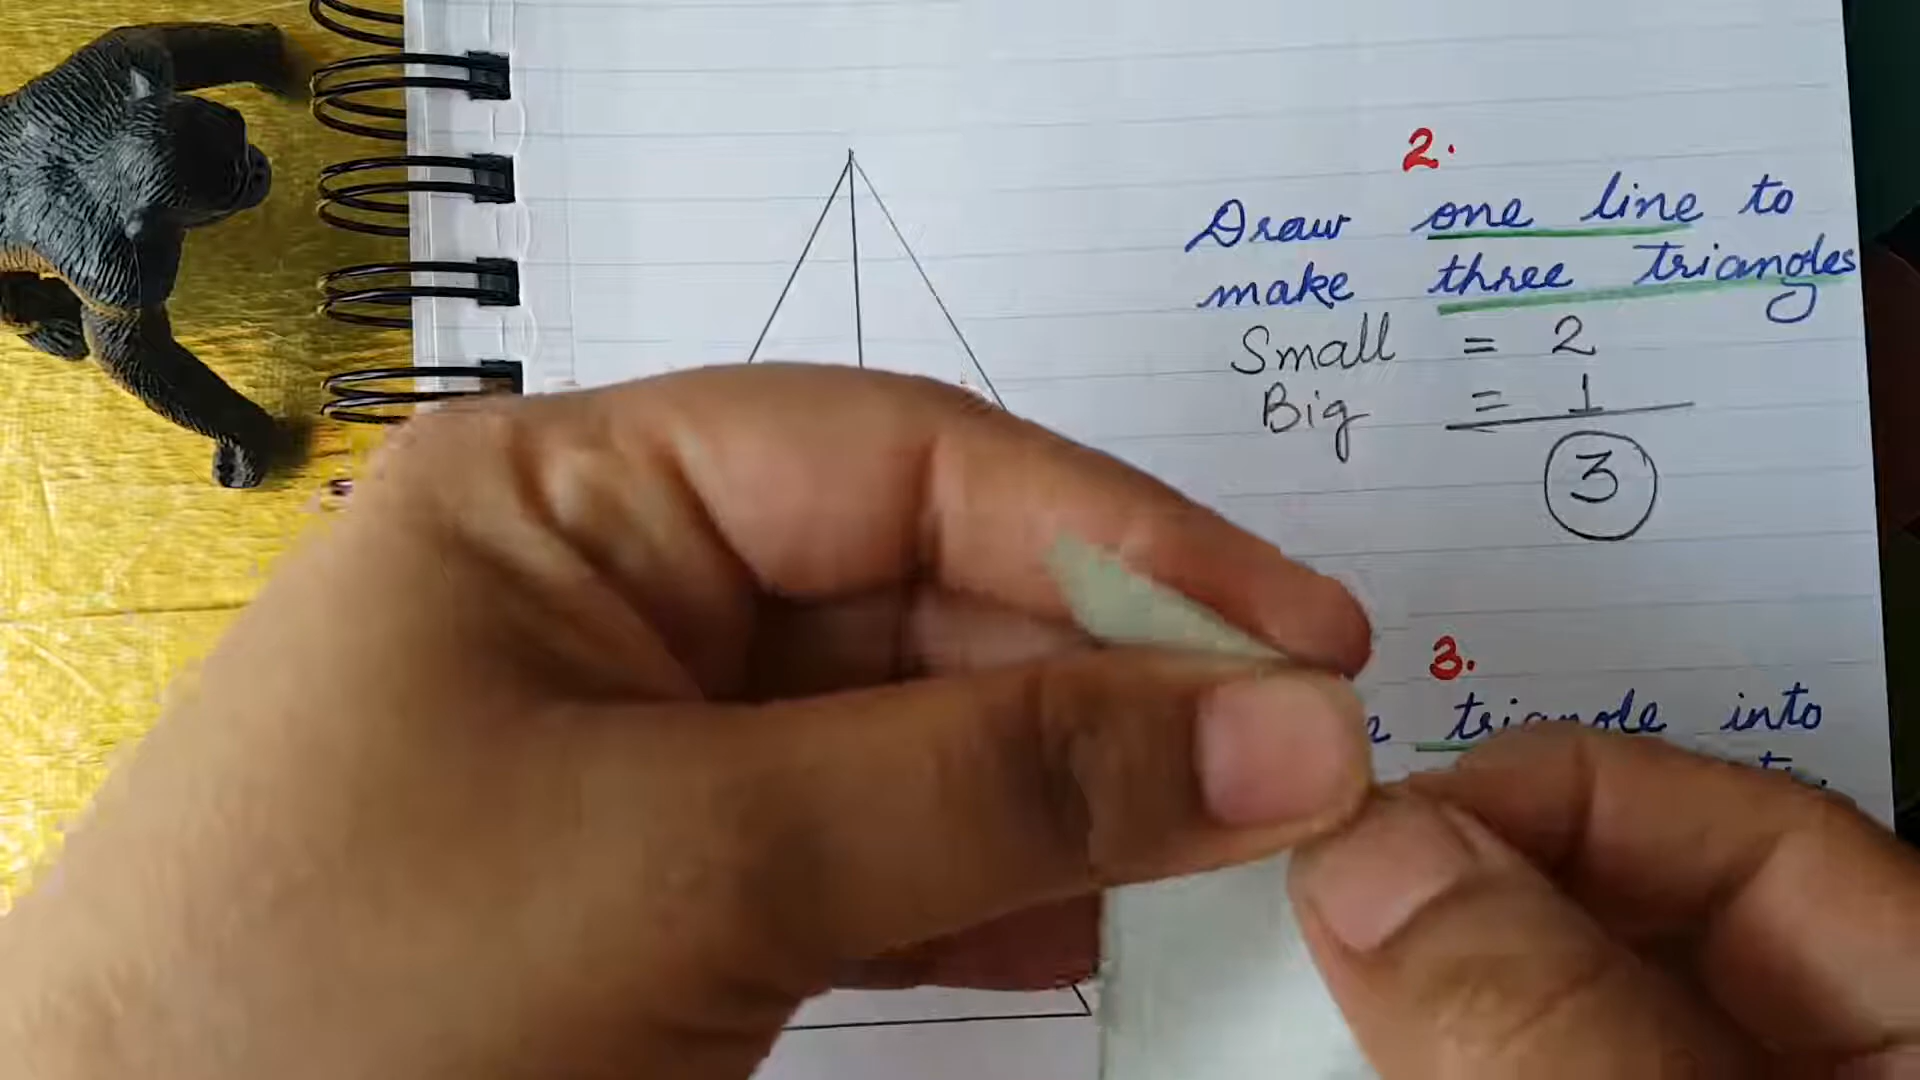 2.
Draw one line to
make three triangles
Small = 2
Big = 1
3
3.
triangle into